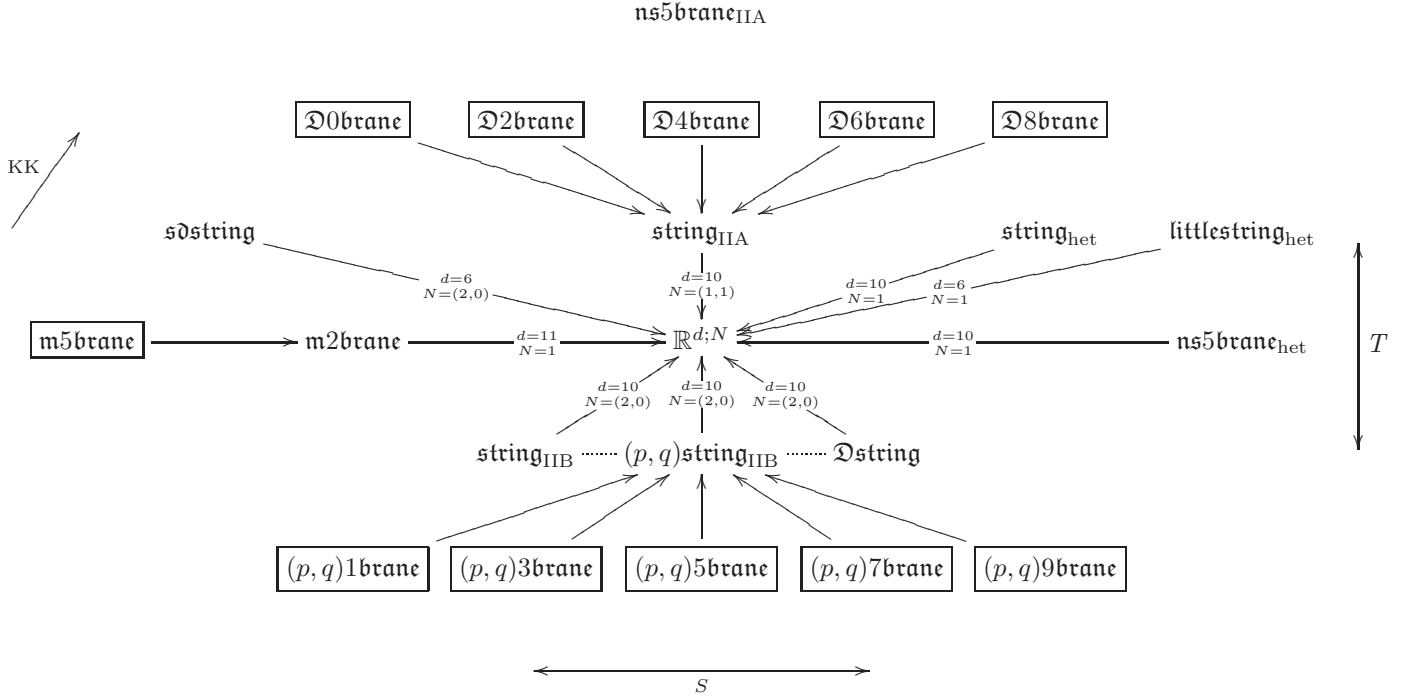 𝔫𝔰5𝔟𝔯𝔞𝔫𝔢_IIA
𝔇0𝔟𝔯𝔞𝔫𝔢 𝔇2𝔟𝔯𝔞𝔫𝔢 𝔇4𝔟𝔯𝔞𝔫𝔢 𝔇6𝔟𝔯𝔞𝔫𝔢 𝔇8𝔟𝔯𝔞𝔫𝔢
KK
𝔰𝔡𝔰𝔱𝔯𝔦𝔫𝔤 𝔰𝔱𝔯𝔦𝔫𝔤_IIA 𝔰𝔱𝔯𝔦𝔫𝔤_het 𝔩𝔦𝔱𝔱𝔩𝔢𝔰𝔱𝔯𝔦𝔫𝔤_het
d=6 d=10 d=10 d=6
N=(2,0) N=(1,1) N=1 N=1
𝔪5𝔟𝔯𝔞𝔫𝔢 𝔪2𝔟𝔯𝔞𝔫𝔢 d=11 ℝ^{d;N} d=10 𝔫𝔰5𝔟𝔯𝔞𝔫𝔢_het T
N=1 N=1
d=10 d=10 d=10
N=(2,0) N=(2,0) N=(2,0)
𝔰𝔱𝔯𝔦𝔫𝔤_IIB (p, q)𝔰𝔱𝔯𝔦𝔫𝔤_IIB 𝔇𝔰𝔱𝔯𝔦𝔫𝔤
(p, q)1𝔟𝔯𝔞𝔫𝔢 (p, q)3𝔟𝔯𝔞𝔫𝔢 (p, q)5𝔟𝔯𝔞𝔫𝔢 (p, q)7𝔟𝔯𝔞𝔫𝔢 (p, q)9𝔟𝔯𝔞𝔫𝔢
S